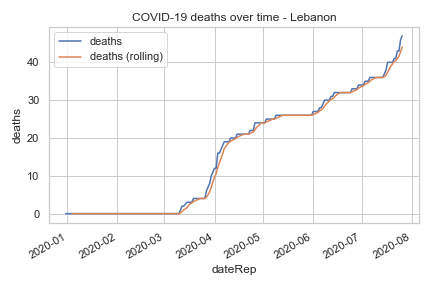 COVID-19 deaths over time - Lebanon
deaths
deaths (rolling)
deaths
40
30
20
10
0
2020-01
2020-02
2020-03
2020-04
2020-05
2020-06
2020-07
2020-08
dateRep